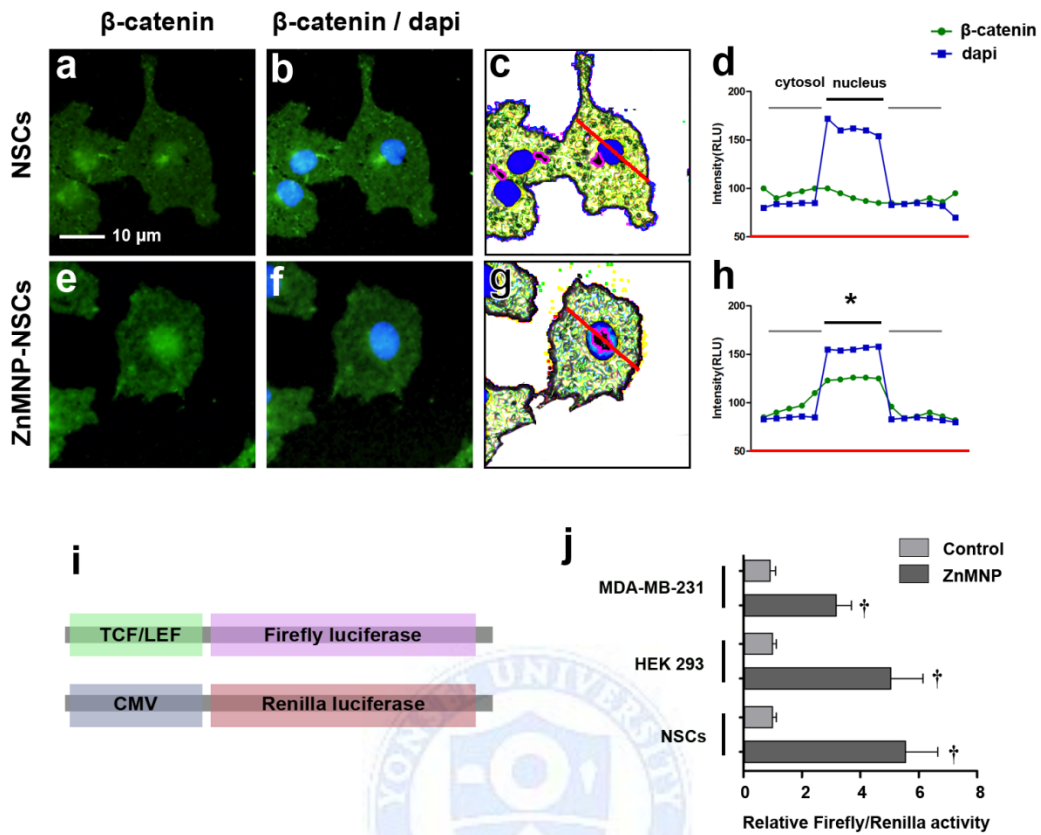 β-catenin
β-catenin / dapi
β-catenin
dapi
NSCs
a
b
c
d
10 µm
cytosol
nucleus
200
150
100
50
Intensity(RLU)
ZnMNP-NSCs
e
f
g
h
*
200
150
100
50
Intensity(RLU)
i
TCF/LEF
Firefly luciferase
CMV
Renilla luciferase
j
Control
ZnMNP
MDA-MB-231
†
HEK 293
†
NSCs
†
0
2
4
6
8
Relative Firefly/Renilla activity
YONSEI UNIVERSITY